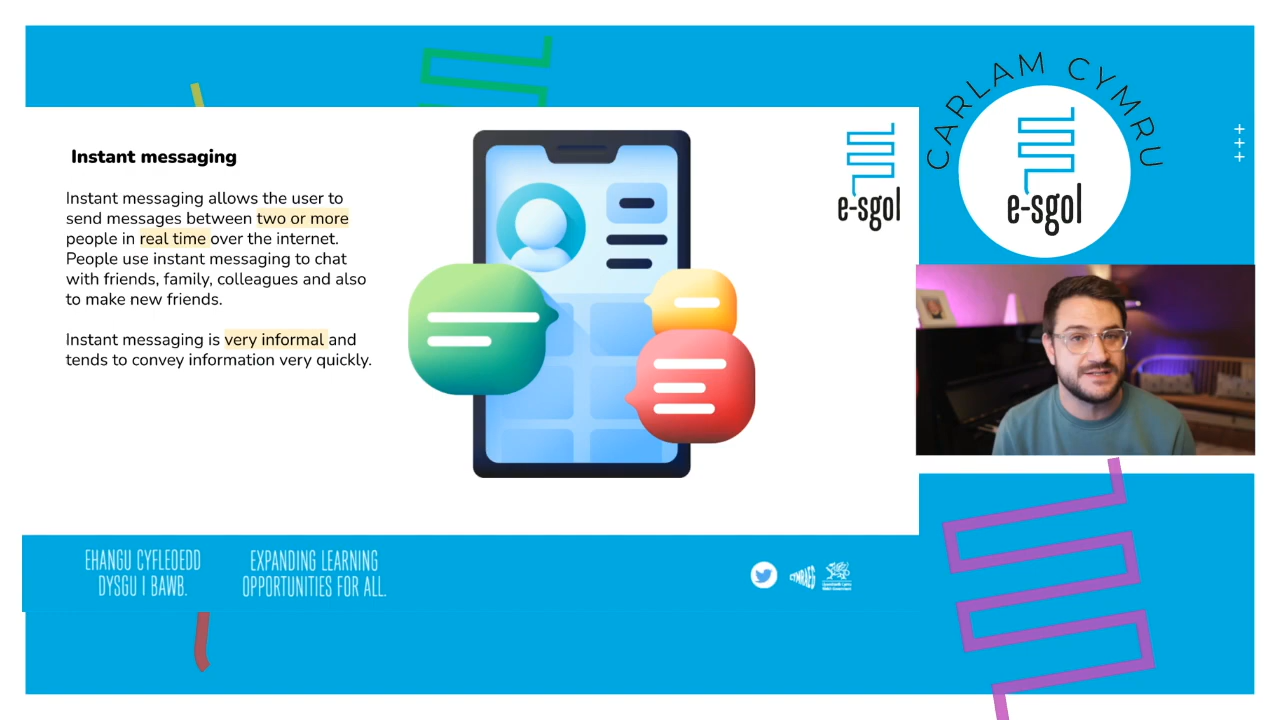 CARLAM CYMRU
e-sgol
+++
Instant messaging
Instant messaging allows the user to
send messages between two or more
people in real time over the internet.
People use instant messaging to chat
with friends, family, colleagues and also
to make new friends.
Instant messaging is very informal and
tends to convey information very quickly.
e-sgol
EHANGU CYFLEOEDD
DYSGU I BAWB.
EXPANDING LEARNING
OPPORTUNITIES FOR ALL.
CYMRAEG